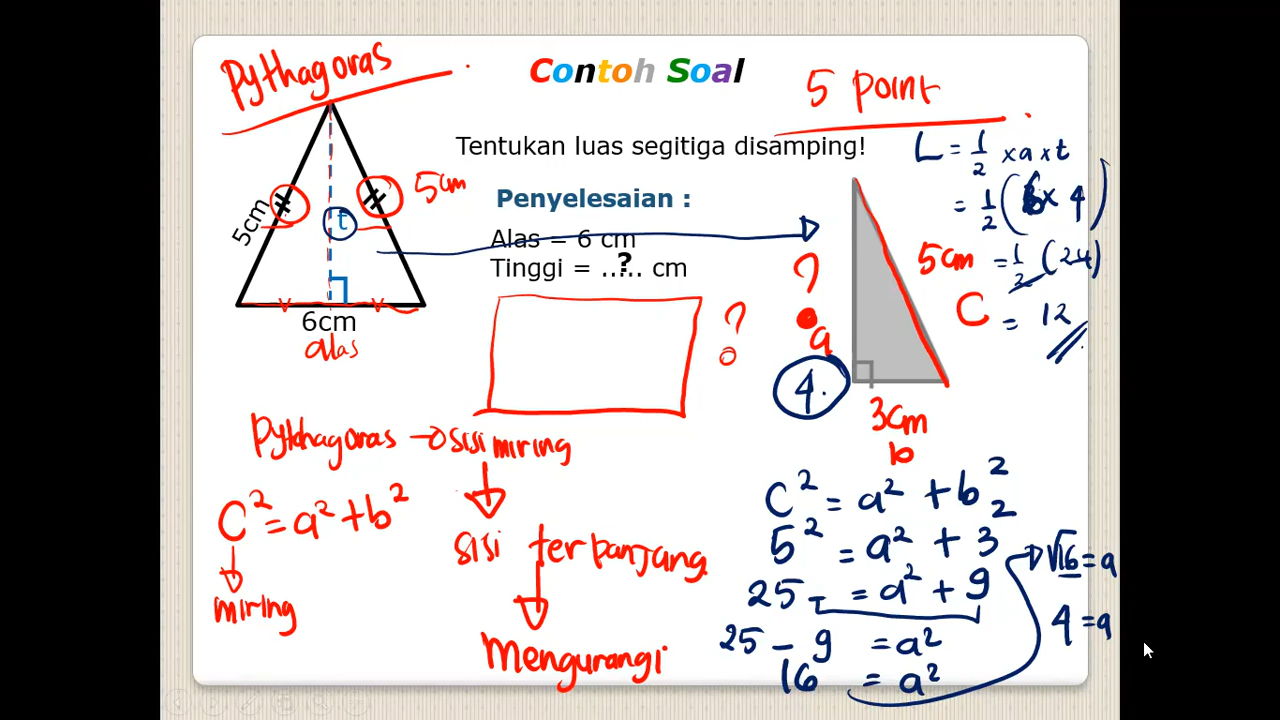 Pythagoras
Contoh Soal
5 point
Tentukan luas segitiga disamping!
Penyelesaian :
Alas = 6 cm
Tinggi = ..?.. cm
5cm
5cm
t
6cm
alas
?
?
a
4.
5cm
C
3cm
b
L = 1/2 × a × t
= 1/2 (6 × 4)
= 1/2 (24)
= 12
Pythagoras → sisi miring
C² = a² + b²
miring
sisi terpanjang
Mengurangi
C² = a² + b²
5² = a² + 3²
25 = a² + 9
25 - 9 = a²
16 = a²
√16 = a
4 = a